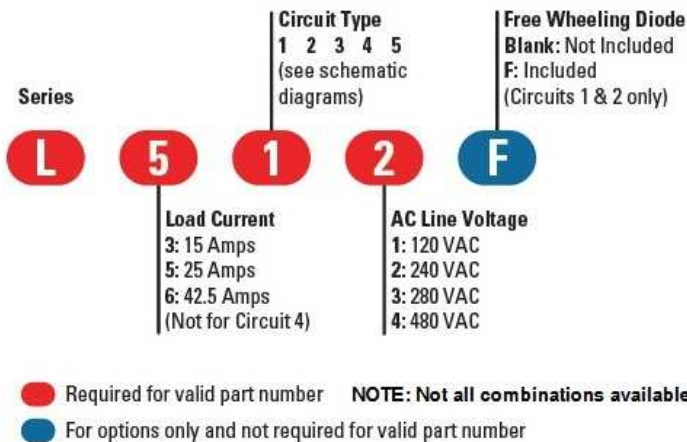 Circuit Type
1 2 3 4 5
(see schematic
diagrams)
Free Wheeling Diode
Blank: Not Included
F: Included
(Circuits 1 & 2 only)
Series
L 5 1 2 F
Load Current
3: 15 Amps
5: 25 Amps
6: 42.5 Amps
(Not for Circuit 4)
AC Line Voltage
1: 120 VAC
2: 240 VAC
3: 280 VAC
4: 480 VAC
Required for valid part number NOTE: Not all combinations available
For options only and not required for valid part number